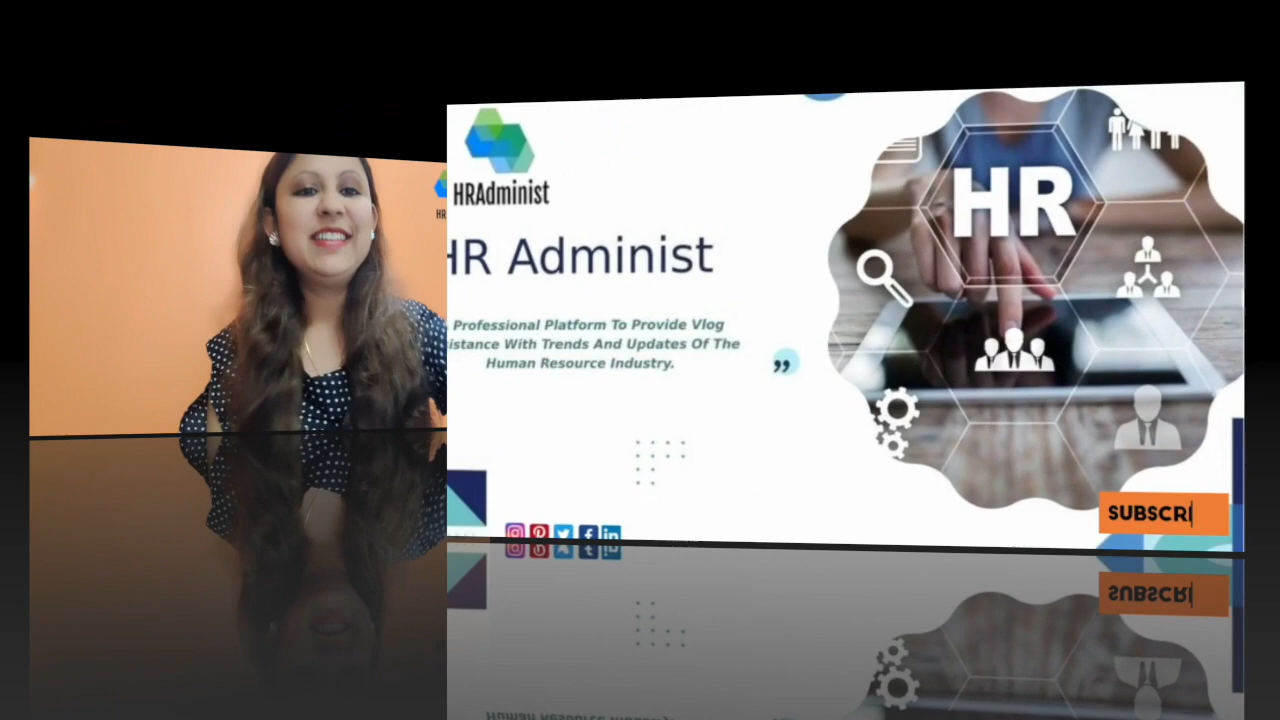 HR
HRAdminist
HR Administ
Professional Platform To Provide Vlog
istance With Trends And Updates Of The
Human Resource Industry.
”
HR
SUBSCRI